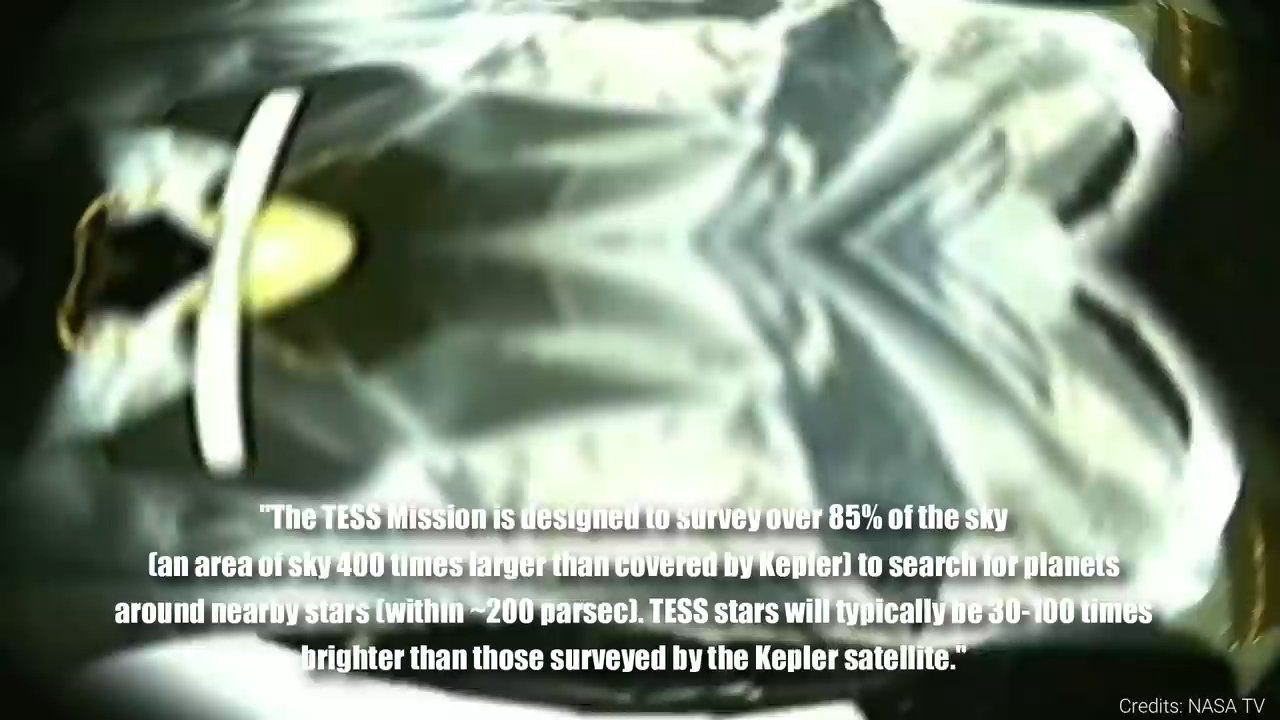 "The TESS Mission is designed to survey over 85% of the sky
(an area of sky 400 times larger than covered by Kepler) to search for planets
around nearby stars (within ~200 parsec). TESS stars will typically be 30-100 times
brighter than those surveyed by the Kepler satellite."
Credits: NASA TV